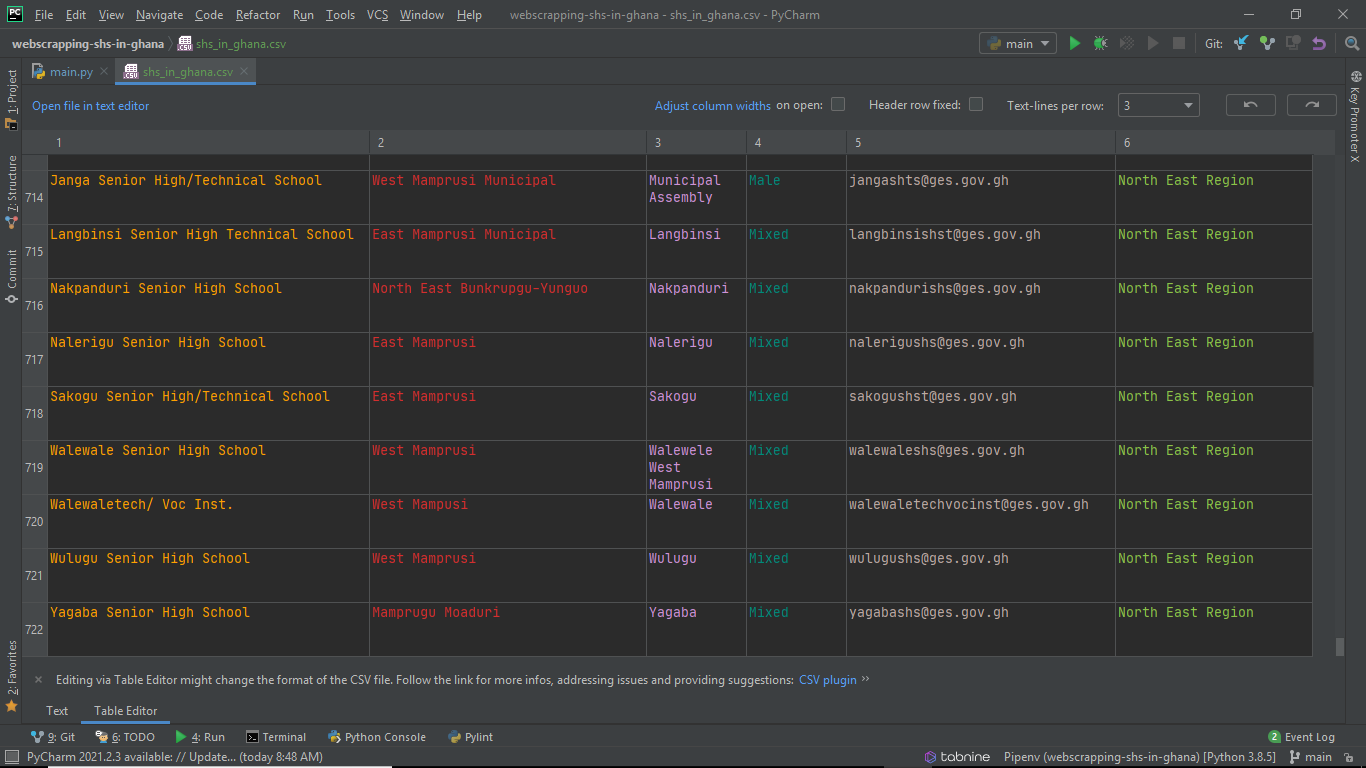 PC File Edit View Navigate Code Refactor Run Tools VCS Window Help webscrapping-shs-in-ghana - shs_in_ghana.csv - PyCharm
webscrapping-shs-in-ghana shs_in_ghana.csv main Git:
main.py shs_in_ghana.csv
Open file in text editor Adjust column widths on open: Header row fixed: Text-lines per row: 3
1 2 3 4 5 6
714 Janga Senior High/Technical School West Mamprusi Municipal Municipal Assembly Male jangashts@ges.gov.gh North East Region
715 Langbinsi Senior High Technical School East Mamprusi Municipal Langbinsi Mixed langbinsishst@ges.gov.gh North East Region
716 Nakpanduri Senior High School North East Bunkrupgu-Yunguo Nakpanduri Mixed nakpandurishs@ges.gov.gh North East Region
717 Nalerigu Senior High School East Mamprusi Nalerigu Mixed nalerigushs@ges.gov.gh North East Region
718 Sakogu Senior High/Technical School East Mamprusi Sakogu Mixed sakogushst@ges.gov.gh North East Region
719 Walewale Senior High School West Mamprusi Walewele West Mamprusi Mixed walewaleshs@ges.gov.gh North East Region
720 Walewaletech/ Voc Inst. West Mampusi Walewale Mixed walewaletechvocinst@ges.gov.gh North East Region
721 Wulugu Senior High School West Mamprusi Wulugu Mixed wulugushs@ges.gov.gh North East Region
722 Yagaba Senior High School Mamprugu Moaduri Yagaba Mixed yagabashs@ges.gov.gh North East Region
Editing via Table Editor might change the format of the CSV file. Follow the link for more infos, addressing issues and providing suggestions: CSV plugin
Text Table Editor
9: Git 6: TODO 4: Run Terminal Python Console Pylint 2 Event Log
PyCharm 2021.2.3 available: // Update... (today 8:48 AM) tabnine Pipenv (webscrapping-shs-in-ghana) [Python 3.8.5] main
1: Project
7: Structure
Commit
2: Favorites
Key Promoter X